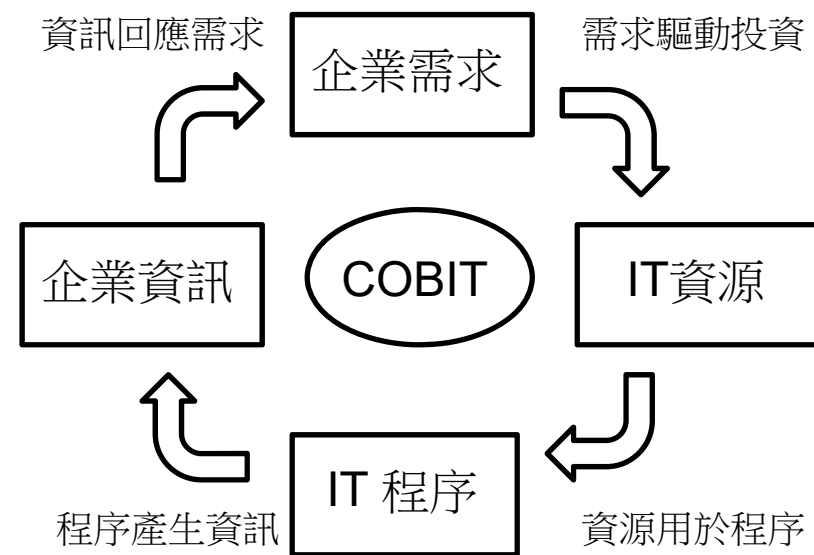 資訊回應需求
企業需求
需求驅動投資
企業資訊
COBIT
IT資源
程序產生資訊
IT 程序
資源用於程序